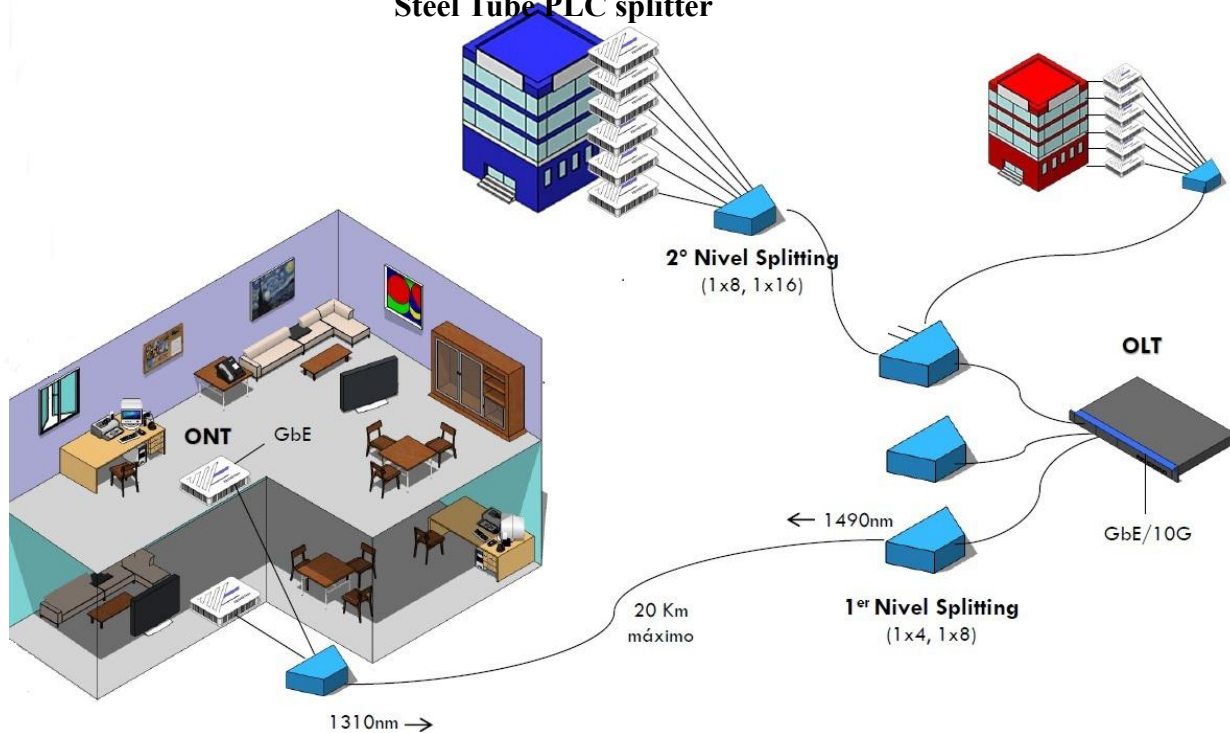 Steel Tube PLC splitter
2º Nivel Splitting
(1x8, 1x16)
OLT
ONT
GbE
← 1490nm
GbE/10G
1er Nivel Splitting
(1x4, 1x8)
20 Km
máximo
1310nm →